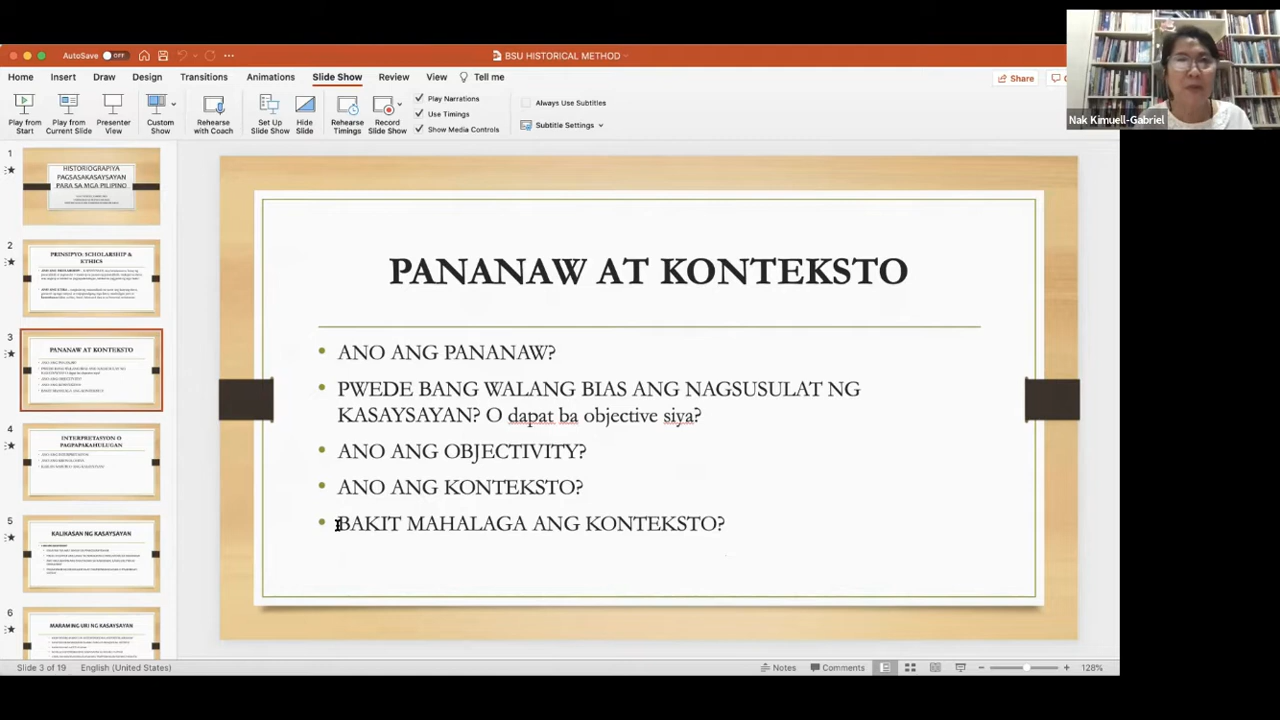 AutoSave OFF
BSU HISTORICAL METHOD
Home Insert Draw Design Transitions Animations Slide Show Review View Tell me
Share
Play from Start
Play from Current Slide
Presenter View
Custom Show
Rehearse with Coach
Set Up Slide Show
Hide Slide
Rehearse Timings
Record Slide Show
Play Narrations
Use Timings
Show Media Controls
Always Use Subtitles
Subtitle Settings
Nak Kimuell-Gabriel
1
HISTORIOGRAPIYA
PAGSASAKASAYSAYAN
PARA SA MGA PILIPINO
2
PRINSIPYO: SCHOLARSHIP &
ETHICS
3
PANANAW AT KONTEKSTO
4
INTERPRETASYON O
PAGPAPAKAHULUGAN
5
KALIKASAN NG KASAYSAYAN
6
MARAMING URI NG KASAYSAYAN
PANANAW AT KONTEKSTO
ANO ANG PANANAW?
PWEDE BANG WALANG BIAS ANG NAGSUSULAT NG
KASAYSAYAN? O dapat ba objective siya?
ANO ANG OBJECTIVITY?
ANO ANG KONTEKSTO?
BAKIT MAHALAGA ANG KONTEKSTO?
Slide 3 of 19 English (United States) Notes Comments 128%